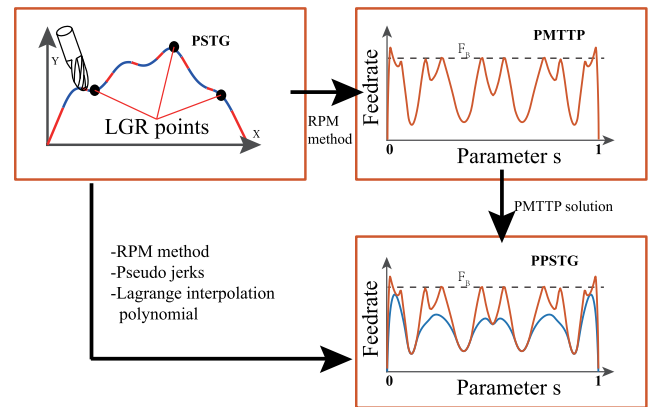 PSTG
Y
X
LGR points
RPM
method
PMTTP
F_B
Feedrate
0
1
Parameter s
PMTTP solution
-RPM method
-Pseudo jerks
-Lagrange interpolation
polynomial
PPSTG
F_B
Feedrate
0
1
Parameter s